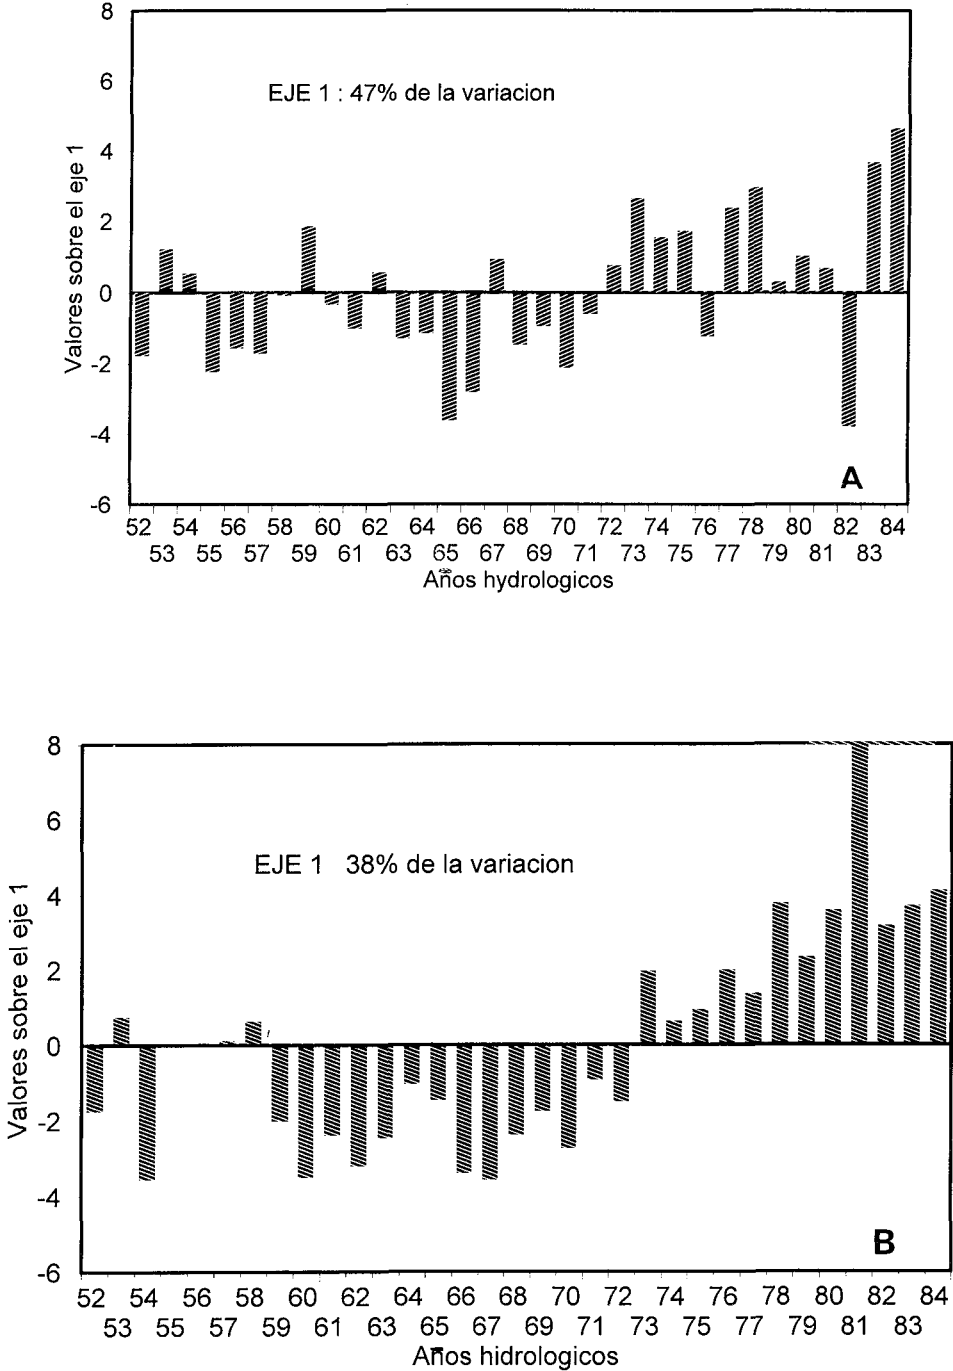 8
6
EJE 1 : 47% de la variacion
4
2
0
-2
-4
-6
Valores sobre el eje 1
A
52 54 56 58 60 62 64 66 68 70 72 74 76 78 80 82 84
53 55 57 59 61 63 65 67 69 71 73 75 77 79 81 83
Años hydrologicos
8
6
EJE 1 38% de la variacion
4
2
0
-2
-4
-6
Valores sobre el eje 1
B
52 54 56 58 60 62 64 66 68 70 72 74 76 78 80 82 84
53 55 57 59 61 63 65 67 69 71 73 75 77 79 81 83
Años hidrologicos